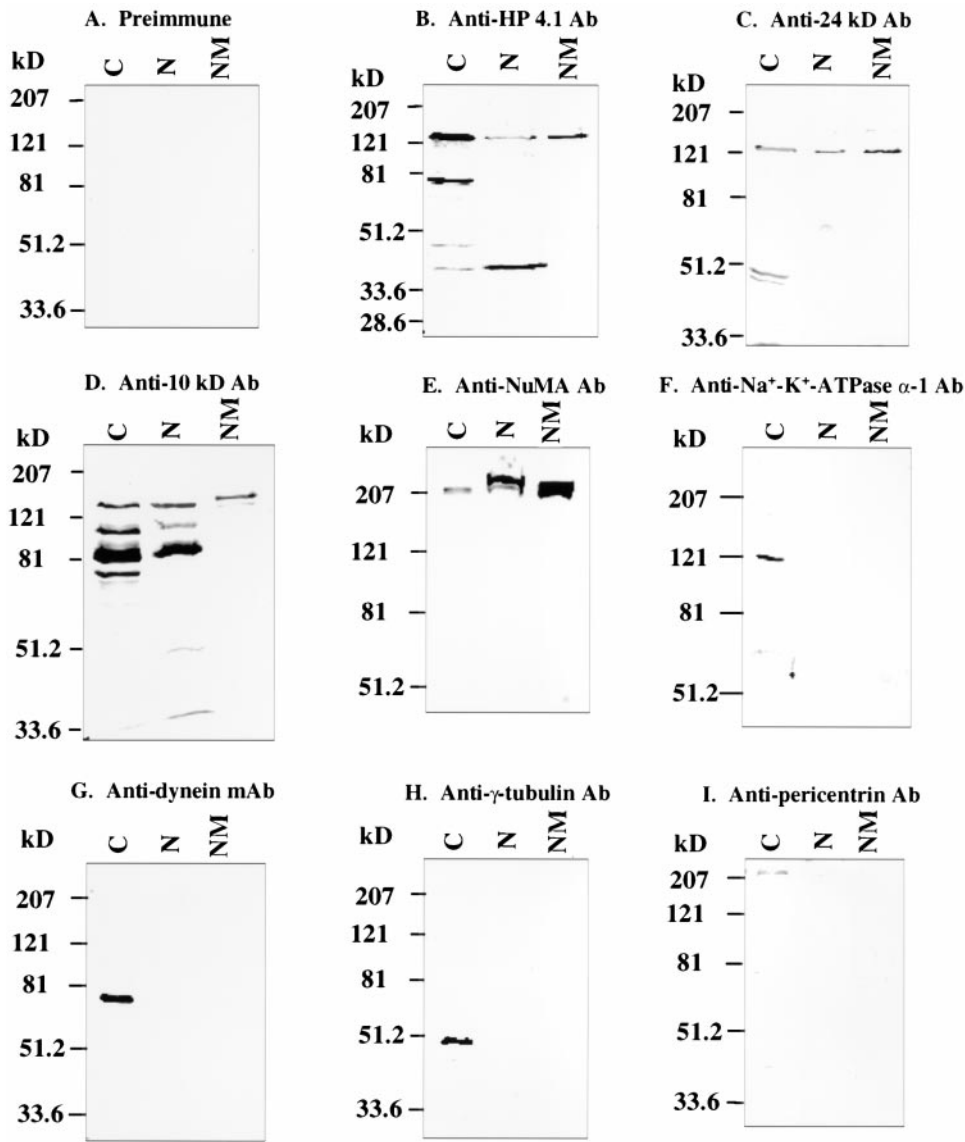 A. Preimmune
kD
C
N
NM
207
121
81
51.2
33.6
B. Anti-HP 4.1 Ab
kD
C
N
NM
207
121
81
51.2
33.6
28.6
C. Anti-24 kD Ab
kD
C
N
NM
207
121
81
51.2
33.6
D. Anti-10 kD Ab
kD
C
N
NM
207
121
81
51.2
33.6
E. Anti-NuMA Ab
kD
C
N
NM
207
121
81
51.2
F. Anti-Na⁺-K⁺-ATPase α-1 Ab
kD
C
N
NM
207
121
81
51.2
G. Anti-dynein mAb
kD
C
N
NM
207
121
81
51.2
33.6
H. Anti-γ-tubulin Ab
kD
C
N
NM
207
121
81
51.2
33.6
I. Anti-pericentrin Ab
kD
C
N
NM
207
121
81
51.2
33.6